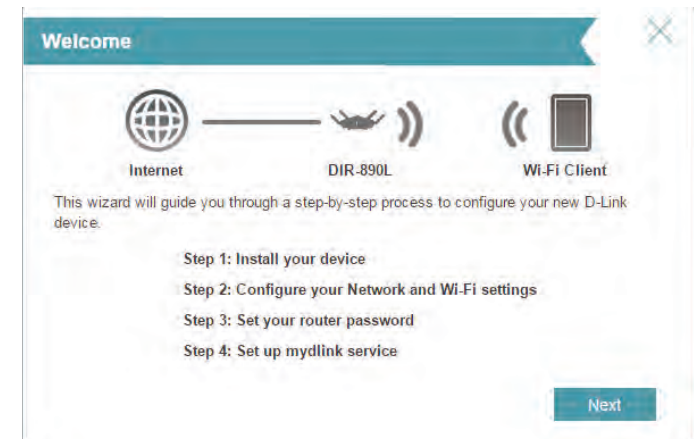 Welcome
Internet
DIR-890L
Wi-Fi Client
This wizard will guide you through a step-by-step process to configure your new D-Link
device.
Step 1: Install your device
Step 2: Configure your Network and Wi-Fi settings
Step 3: Set your router password
Step 4: Set up mydlink service
Next